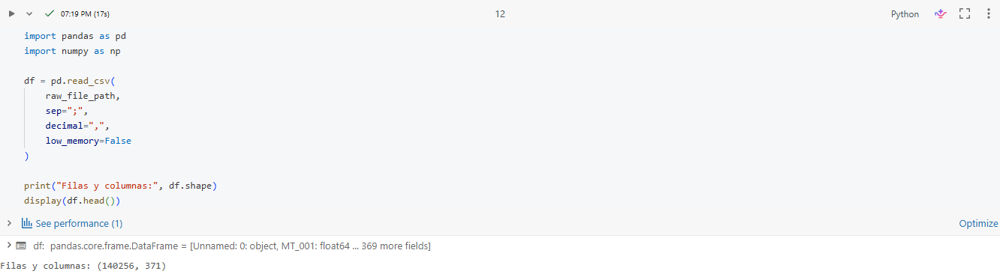 07:19 PM (17s)
12
Python
import pandas as pd
import numpy as np
df = pd.read_csv(
    raw_file_path,
    sep=";",
    decimal=",",
    low_memory=False
)
print("Filas y columnas:", df.shape)
display(df.head())
See performance (1)
Optimize
df: pandas.core.frame.DataFrame = [Unnamed: 0: object, MT_001: float64 ... 369 more fields]
Filas y columnas: (140256, 371)